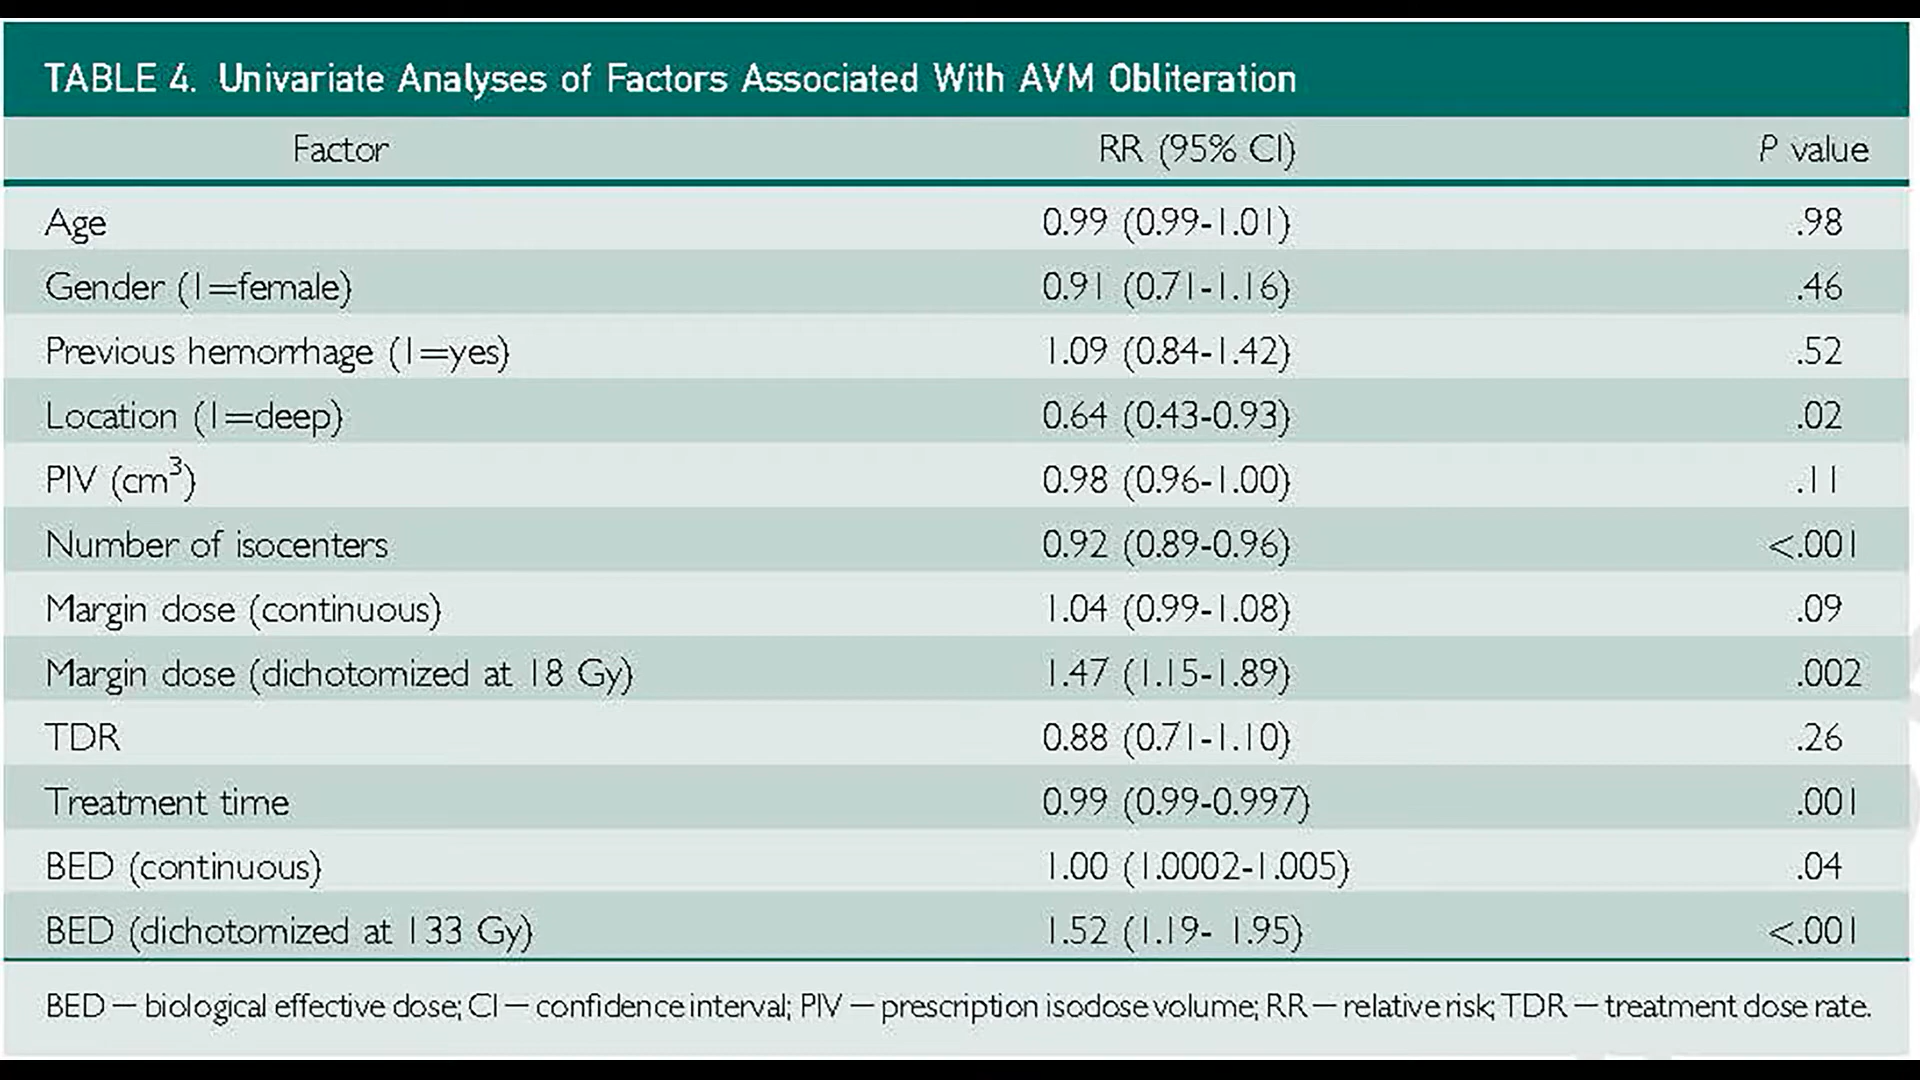 TABLE 4. Univariate Analyses of Factors Associated With AVM Obliteration
Factor RR (95% CI) P value
Age 0.99 (0.99-1.01) .98
Gender (1=female) 0.91 (0.71-1.16) .46
Previous hemorrhage (1=yes) 1.09 (0.84-1.42) .52
Location (1=deep) 0.64 (0.43-0.93) .02
PIV (cm³) 0.98 (0.96-1.00) .11
Number of isocenters 0.92 (0.89-0.96) <.001
Margin dose (continuous) 1.04 (0.99-1.08) .09
Margin dose (dichotomized at 18 Gy) 1.47 (1.15-1.89) .002
TDR 0.88 (0.71-1.10) .26
Treatment time 0.99 (0.99-0.997) .001
BED (continuous) 1.00 (1.0002-1.005) .04
BED (dichotomized at 133 Gy) 1.52 (1.19- 1.95) <.001
BED — biological effective dose; CI — confidence interval; PIV — prescription isodose volume; RR — relative risk; TDR — treatment dose rate.